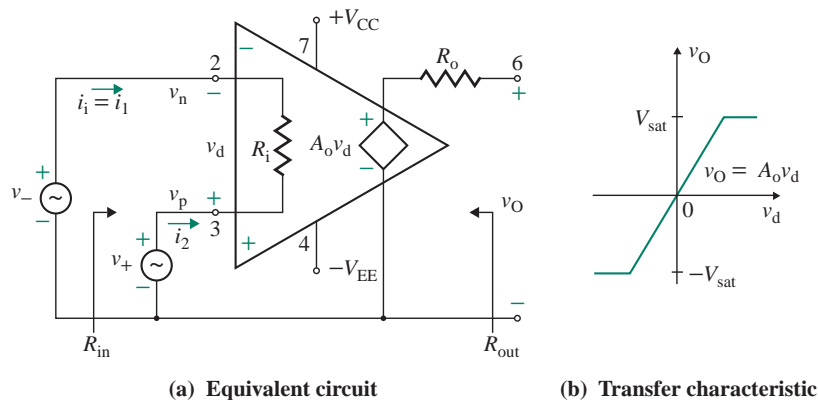 +V_CC
7
2
−
−
i_i = i_1
v_n
v_d
R_i
+
A_o v_d
−
R_o
6
+
+
v_−
−
v_p
+
3
i_2
+
v_+
−
+
4
−V_EE
v_O
−
R_in
R_out
(a) Equivalent circuit
v_O
V_sat
v_O = A_o v_d
0
v_d
−V_sat
(b) Transfer characteristic